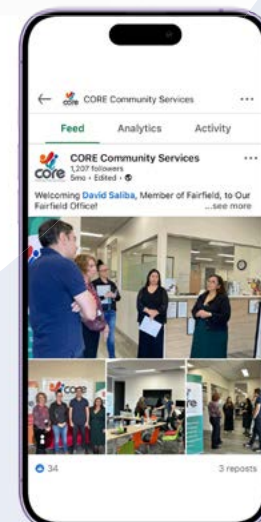 CORE Community Services
Feed Analytics Activity
core
CORE Community Services
1,207 followers
5mo • Edited •
Welcoming David Saliba, Member of Fairfield, to Our
Fairfield Office! ...see more
core
34 3 reposts